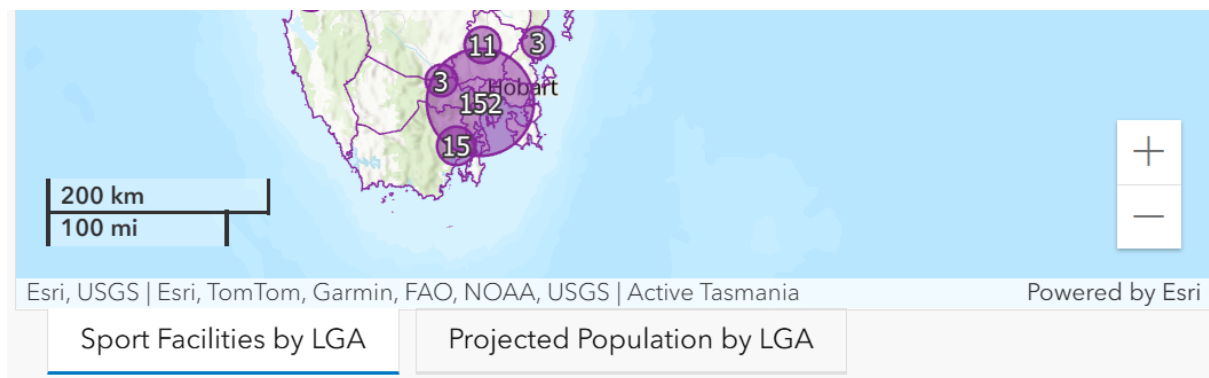 11
3
3
Hobart
152
15
200 km
100 mi
Esri, USGS | Esri, TomTom, Garmin, FAO, NOAA, USGS | Active Tasmania
Powered by Esri
Sport Facilities by LGA
Projected Population by LGA